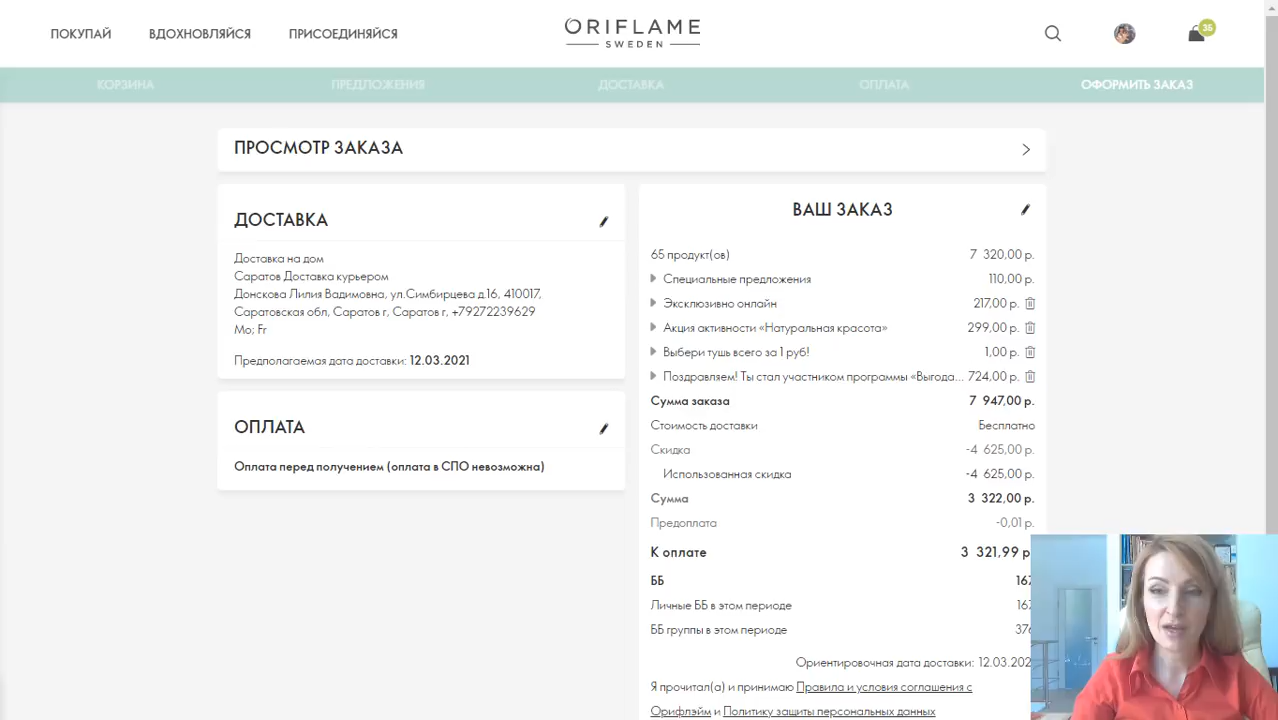 ПОКУПАЙ ВДОХНОВЛЯЙСЯ ПРИСОЕДИНЯЙСЯ
ORIFLAME
SWEDEN
35
КОРЗИНА ПРЕДЛОЖЕНИЯ ДОСТАВКА ОПЛАТА ОФОРМИТЬ ЗАКАЗ
ПРОСМОТР ЗАКАЗА
ДОСТАВКА
Доставка на дом
Саратов Доставка курьером
Донскова Лилия Вадимовна, ул.Симбирцева д.16, 410017,
Саратовская обл, Саратов г, Саратов г, +79272239629
Mo; Fr
Предполагаемая дата доставки: 12.03.2021
ОПЛАТА
Оплата перед получением (оплата в СПО невозможна)
ВАШ ЗАКАЗ
65 продукт(ов) 7 320,00 р.
Специальные предложения 110,00 р.
Эксклюзивно онлайн 217,00 р.
Акция активности «Натуральная красота» 299,00 р.
Выбери тушь всего за 1 руб! 1,00 р.
Поздравляем! Ты стал участником программы «Выгода... 724,00 р.
Сумма заказа 7 947,00 р.
Стоимость доставки Бесплатно
Скидка -4 625,00 р.
Использованная скидка -4 625,00 р.
Сумма 3 322,00 р.
Предоплата -0,01 р.
К оплате 3 321,99 р
ББ 167
Личные ББ в этом периоде 167
ББ группы в этом периоде 376
Ориентировочная дата доставки: 12.03.202
Я прочитал(а) и принимаю Правила и условия соглашения с
Орифлэйм и Политику защиты персональных данных